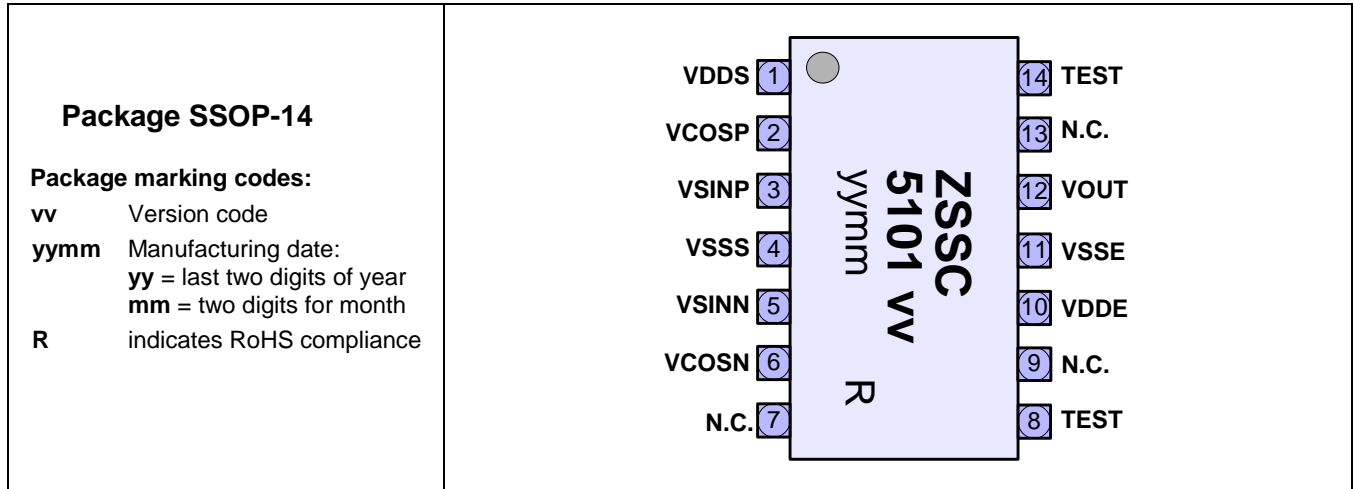 Package SSOP-14
Package marking codes:
vv Version code
yymm Manufacturing date:
yy = last two digits of year
mm = two digits for month
R indicates RoHS compliance
VDDS 1
VCOSP 2
VSINP 3
VSSS 4
VSINN 5
VCOSN 6
N.C. 7
ZSSC
5101 vv
yymm
R
14 TEST
13 N.C.
12 VOUT
11 VSSE
10 VDDE
9 N.C.
8 TEST